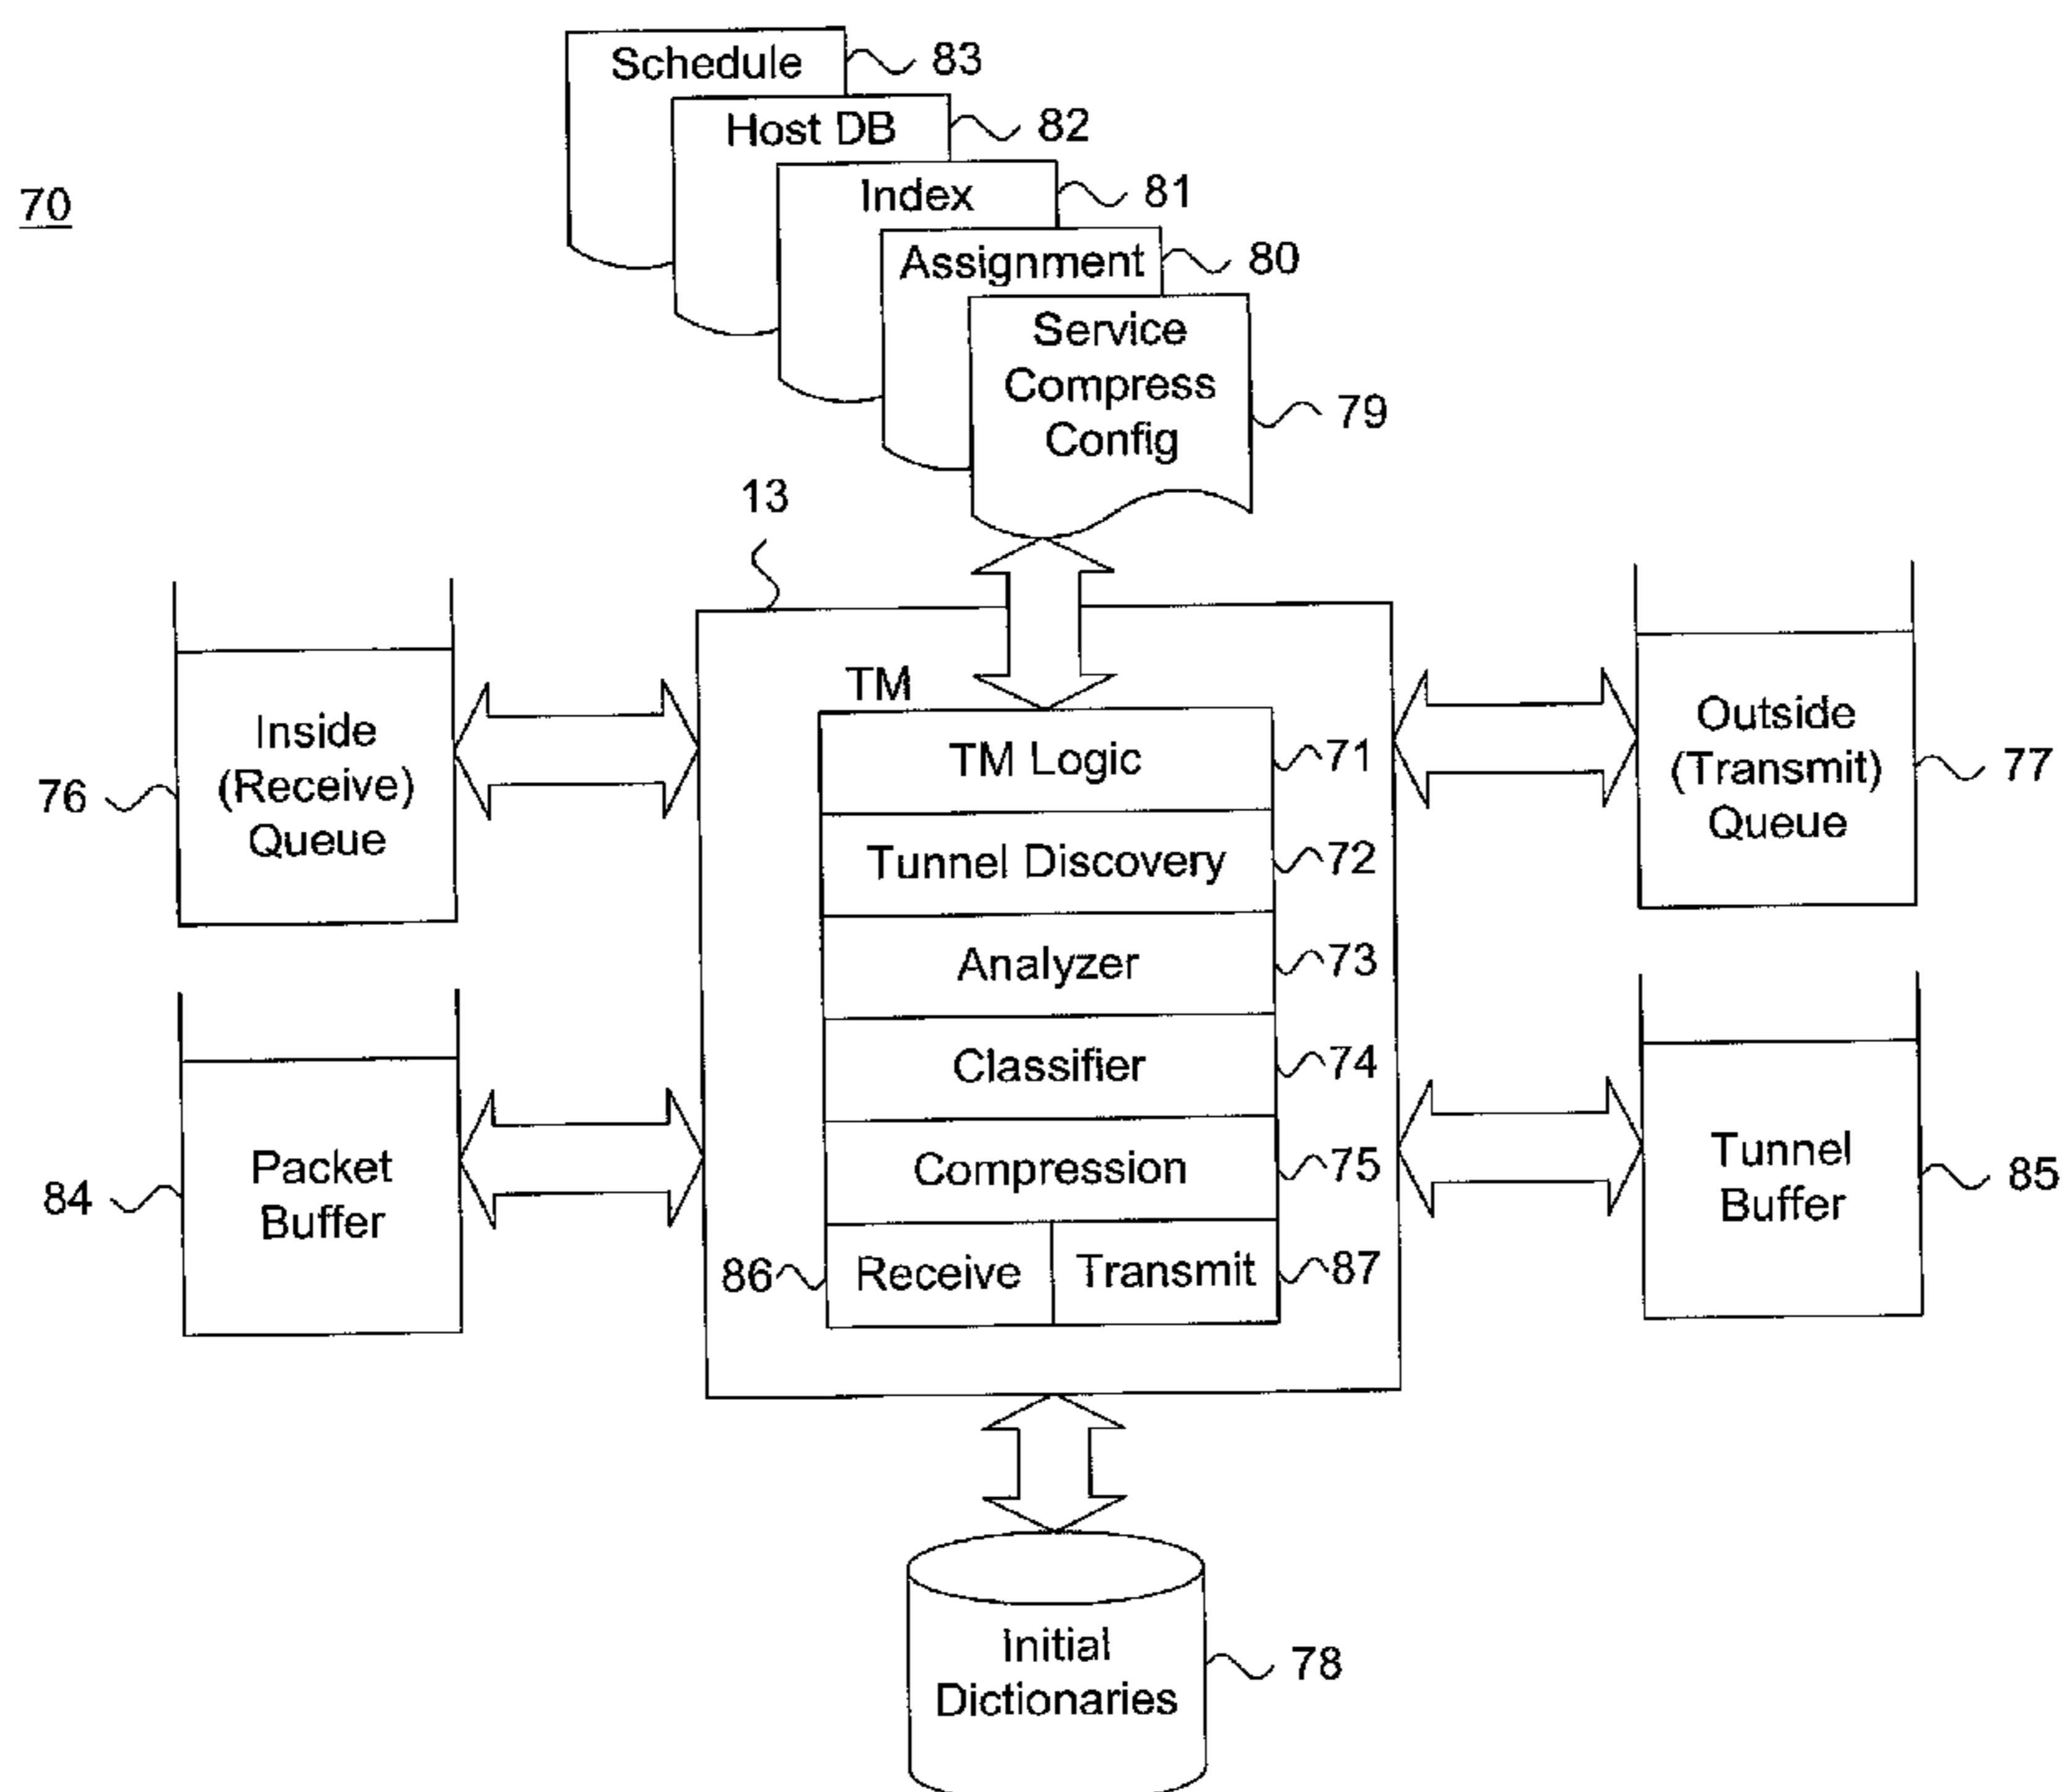 Schedule
83
Host DB
82
70
Index
81
Assignment
80
Service
Compress
Config
79
13
TM
Inside
(Receive)
Queue
76
TM Logic
71
Outside
(Transmit)
Queue
77
Tunnel Discovery
72
Analyzer
73
Classifier
74
Packet
Buffer
84
Compression
75
Tunnel
Buffer
85
86
Receive
Transmit
87
Initial
Dictionaries
78